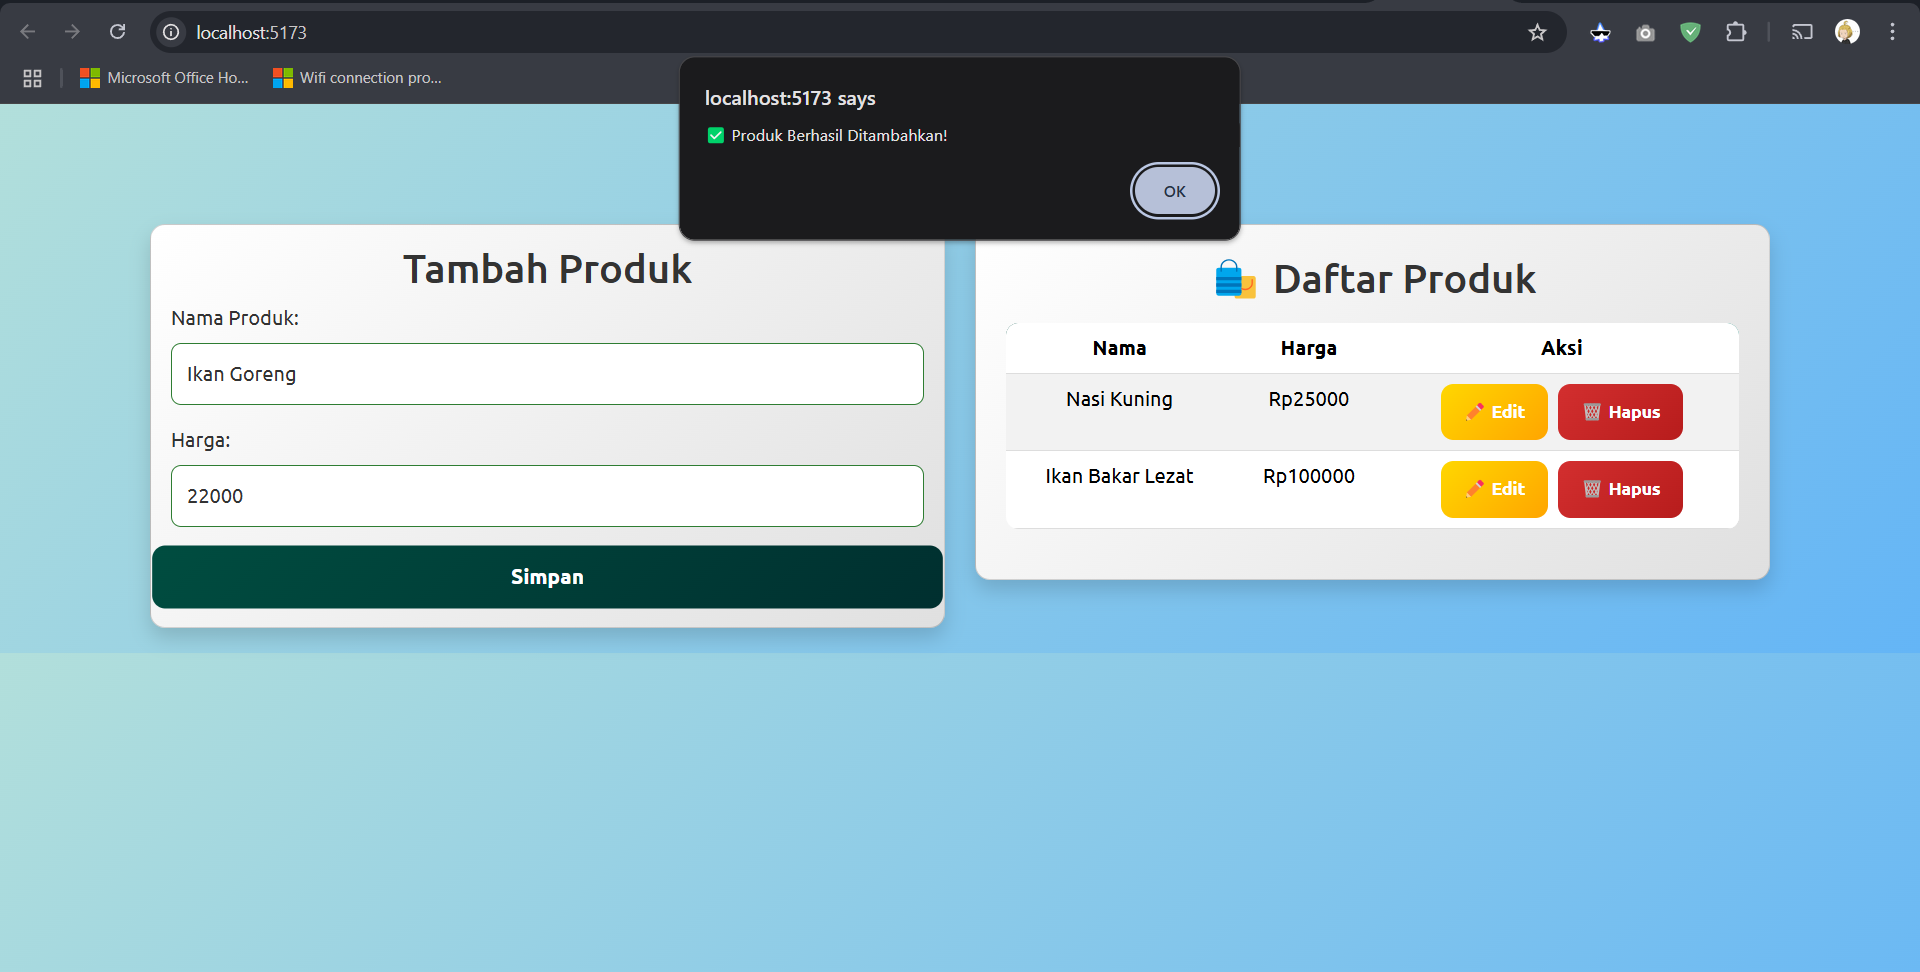 localhost:5173
Microsoft Office Ho...
Wifi connection pro...
localhost:5173 says
✅ Produk Berhasil Ditambahkan!
OK
Tambah Produk
Nama Produk:
Ikan Goreng
Harga:
22000
Simpan
🛍️ Daftar Produk
Nama Harga Aksi
Nasi Kuning Rp25000 ✏️ Edit 🗑️ Hapus
Ikan Bakar Lezat Rp100000 ✏️ Edit 🗑️ Hapus